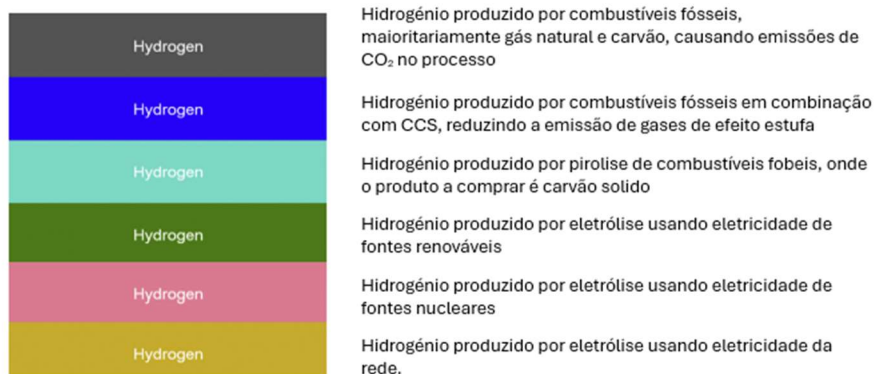 Hydrogen
Hidrogénio produzido por combustíveis fósseis,
maioritariamente gás natural e carvão, causando emissões de
CO₂ no processo
Hydrogen
Hidrogénio produzido por combustíveis fósseis em combinação
com CCS, reduzindo a emissão de gases de efeito estufa
Hydrogen
Hidrogénio produzido por pirolise de combustíveis fobeis, onde
o produto a comprar é carvão solido
Hydrogen
Hidrogénio produzido por eletrólise usando eletricidade de
fontes renováveis
Hydrogen
Hidrogénio produzido por eletrólise usando eletricidade de
fontes nucleares
Hydrogen
Hidrogénio produzido por eletrólise usando eletricidade da
rede.